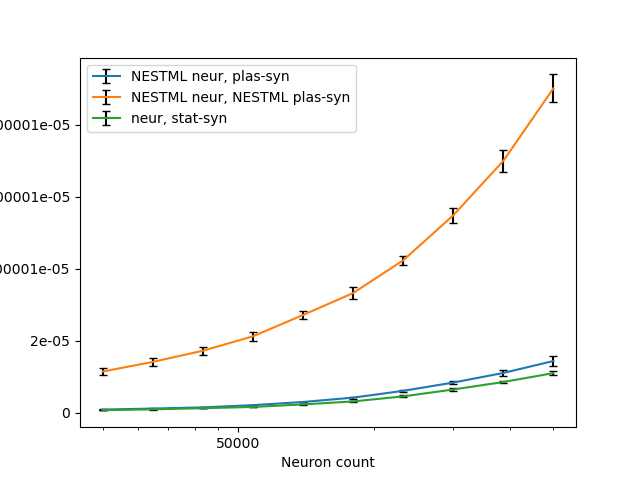 NESTML neur, plas-syn
NESTML neur, NESTML plas-syn
neur, stat-syn
00001e-05
00001e-05
00001e-05
2e-05
0
50000
Neuron count